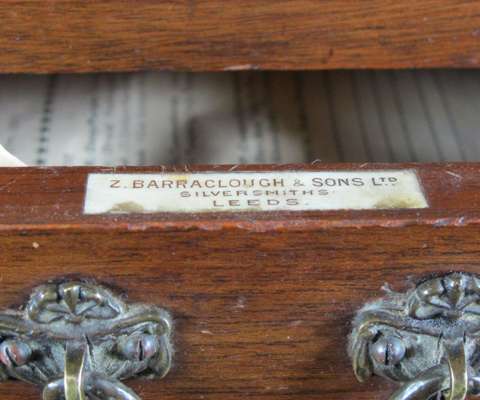 Z. BARRACLOUGH & SONS LTD
SILVERSMITHS
LEEDS.